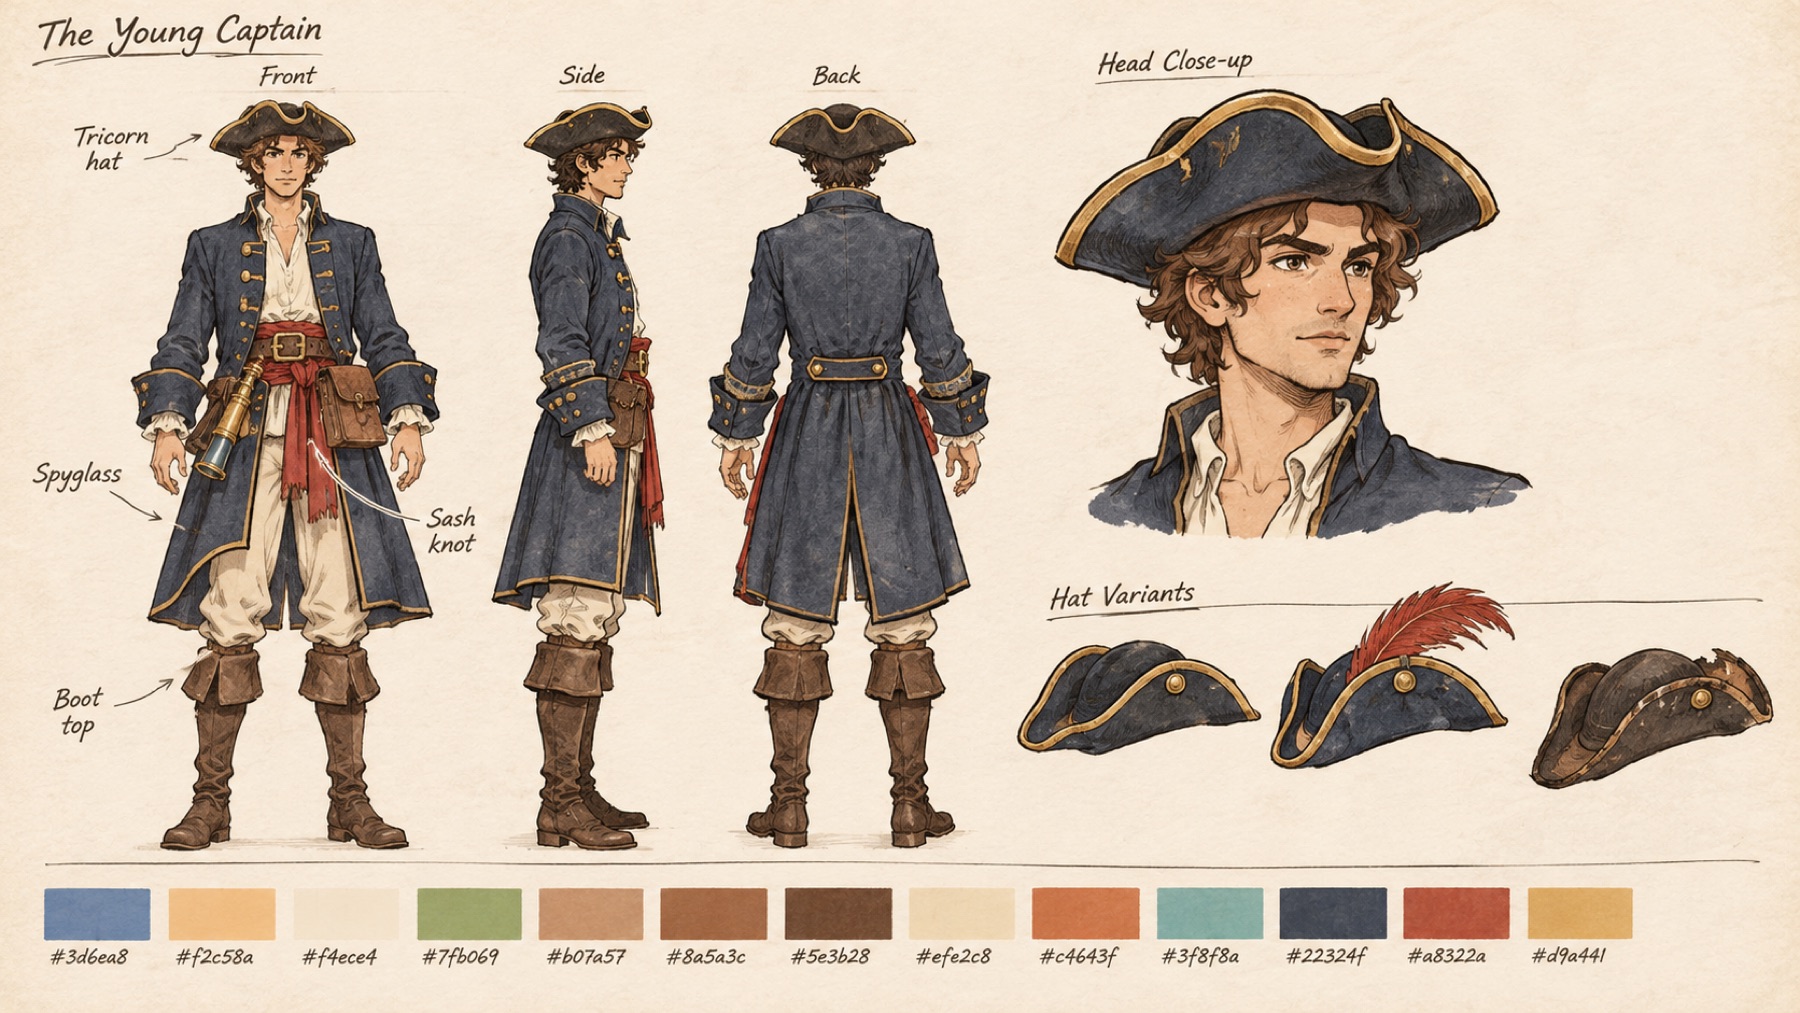 The Young Captain
Front
Side
Back
Head Close-up
Tricorn
hat
Spyglass
Sash
knot
Boot
top
Hat Variants
#3d6ea8
#f2c58a
#f4ece4
#7fb069
#b07a57
#8a5a3c
#5e3b28
#efe2c8
#c4643f
#3f8f8a
#22324f
#a8322a
#d9a441